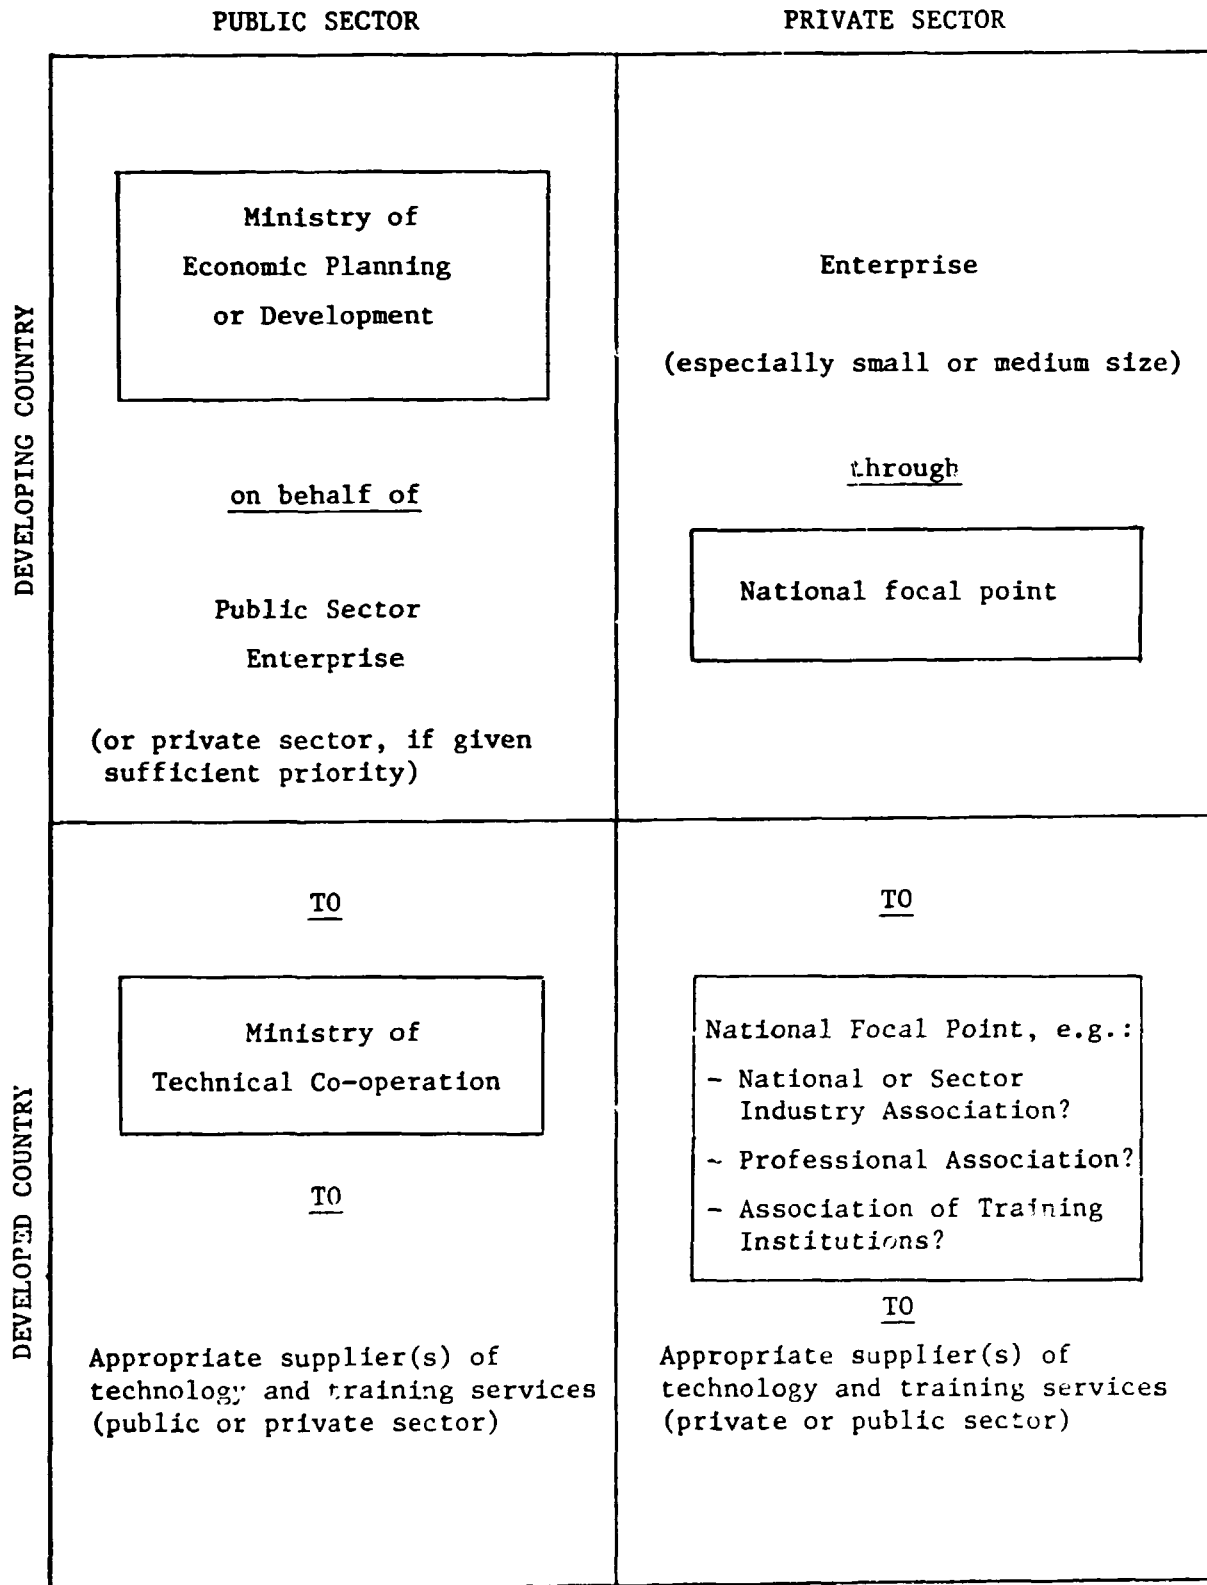 PUBLIC SECTOR
PRIVATE SECTOR
DEVELOPING COUNTRY
Ministry of
Economic Planning
or Development
on behalf of
Public Sector
Enterprise
(or private sector, if given
sufficient priority)
Enterprise
(especially small or medium size)
through
National focal point
DEVELOPED COUNTRY
TO
Ministry of
Technical Co-operation
TO
Appropriate supplier(s) of
technology and training services
(public or private sector)
TO
National Focal Point, e.g.:
- National or Sector
Industry Association?
- Professional Association?
- Association of Training
Institutions?
TO
Appropriate supplier(s) of
technology and training services
(private or public sector)